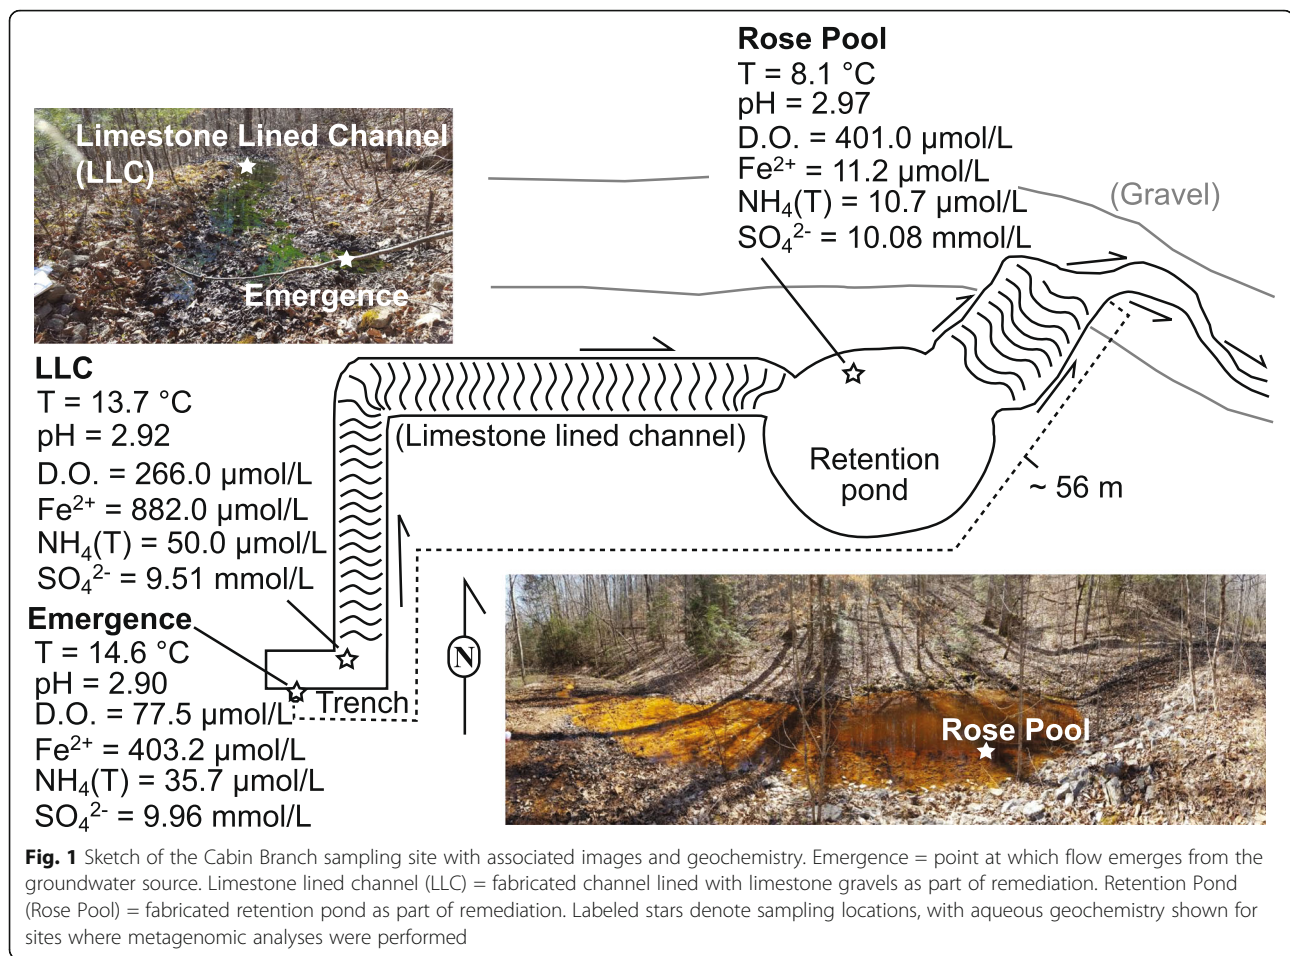 Rose Pool
T = 8.1 °C
pH = 2.97
D.O. = 401.0 µmol/L
Fe²⁺ = 11.2 µmol/L
NH₄(T) = 10.7 µmol/L
SO₄²⁻ = 10.08 mmol/L
(Gravel)
Limestone Lined Channel
(LLC)
Emergence
LLC
T = 13.7 °C
pH = 2.92
D.O. = 266.0 µmol/L
Fe²⁺ = 882.0 µmol/L
NH₄(T) = 50.0 µmol/L
SO₄²⁻ = 9.51 mmol/L
(Limestone lined channel)
Retention
pond
~ 56 m
Emergence
T = 14.6 °C
pH = 2.90
D.O. = 77.5 µmol/L
Fe²⁺ = 403.2 µmol/L
NH₄(T) = 35.7 µmol/L
SO₄²⁻ = 9.96 mmol/L
Trench
N
Rose Pool
Fig. 1 Sketch of the Cabin Branch sampling site with associated images and geochemistry. Emergence = point at which flow emerges from the
groundwater source. Limestone lined channel (LLC) = fabricated channel lined with limestone gravels as part of remediation. Retention Pond
(Rose Pool) = fabricated retention pond as part of remediation. Labeled stars denote sampling locations, with aqueous geochemistry shown for
sites where metagenomic analyses were performed